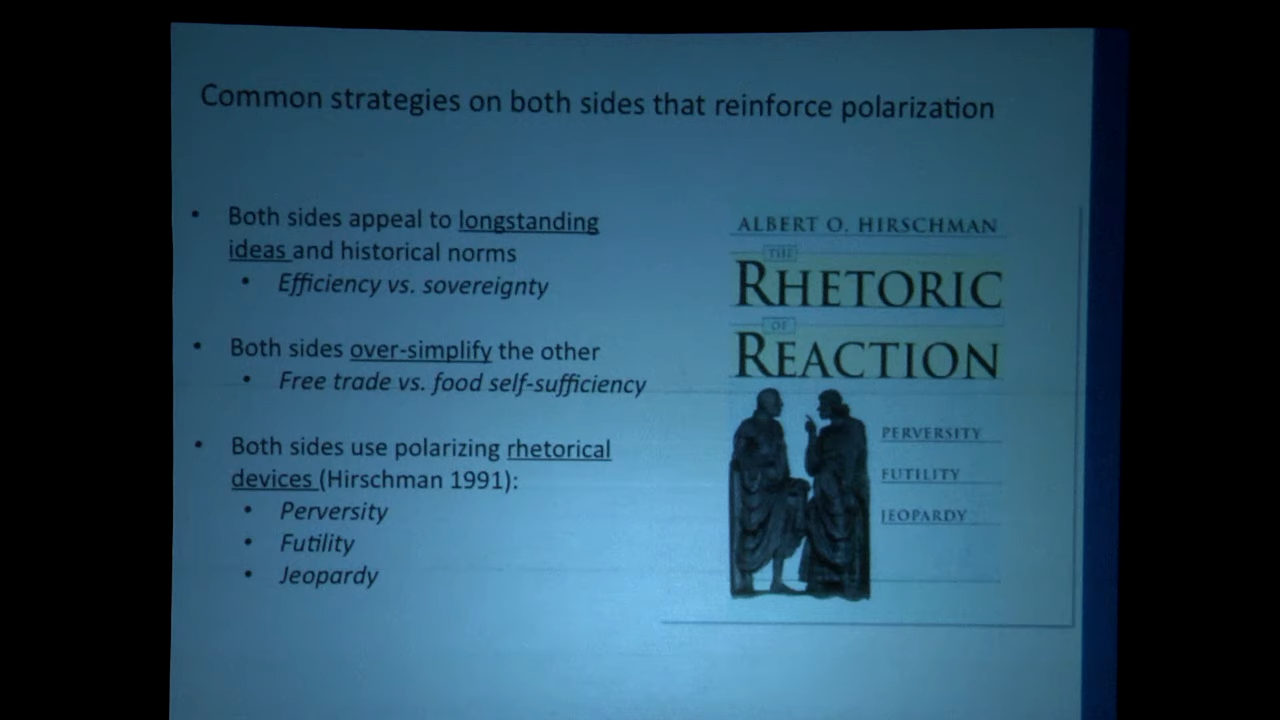 Common strategies on both sides that reinforce polarization
• Both sides appeal to longstanding
ideas and historical norms
• Efficiency vs. sovereignty
• Both sides over-simplify the other
• Free trade vs. food self-sufficiency
• Both sides use polarizing rhetorical
devices (Hirschman 1991):
• Perversity
• Futility
• Jeopardy
ALBERT O. HIRSCHMAN
THE
RHETORIC
OF
REACTION
PERVERSITY
FUTILITY
JEOPARDY